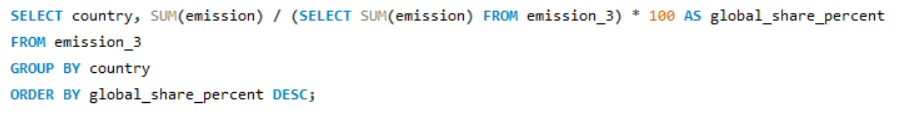 SELECT country, SUM(emission) / (SELECT SUM(emission) FROM emission_3) * 100 AS global_share_percent
FROM emission_3
GROUP BY country
ORDER BY global_share_percent DESC;